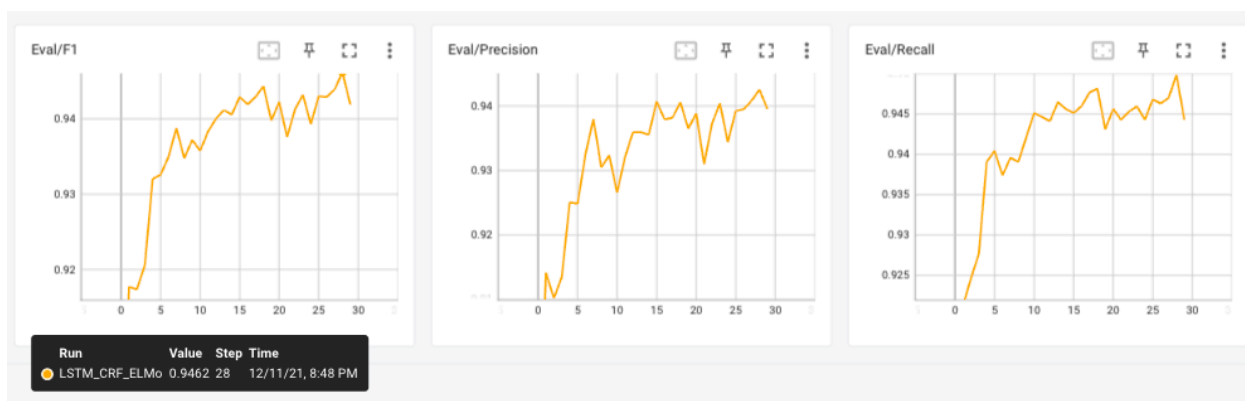 Eval/F1
0.94
0.93
0.92
0 5 10 15 20 25 30
Eval/Precision
0.94
0.93
0.92
0 5 10 15 20 25 30
Eval/Recall
0.945
0.94
0.935
0.93
0.925
0 5 10 15 20 25 30
Run Value Step Time
LSTM_CRF_ELMo 0.9462 28 12/11/21, 8:48 PM